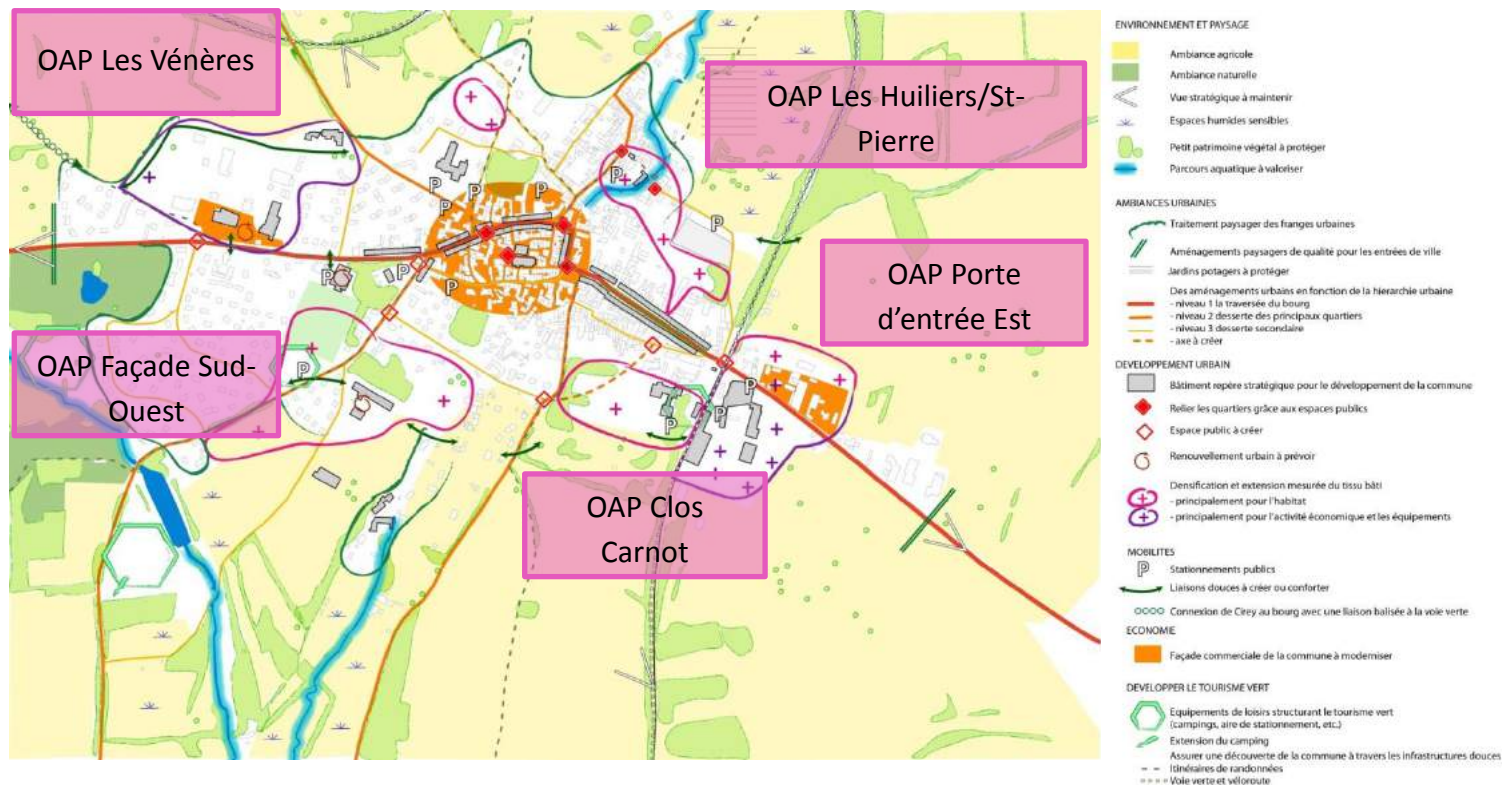 OAP Les Vénères
OAP Les Huiliers/St-
Pierre
OAP Porte
d'entrée Est
OAP Façade Sud-
Ouest
OAP Clos
Carnot
P
P
P
P
P
P
P
P
P
P
P
P
P
P
ENVIRONNEMENT ET PAYSAGE
Ambiance agricole
Ambiance naturelle
Vue stratégique à maintenir
Espaces humides sensibles
Petit patrimoine végétal à protéger
Parcours aquatique à valoriser
AMBIANCES URBAINES
Traitement paysager des franges urbaines
Aménagements paysagers de qualité pour les entrées de ville
Jardins potagers à protéger
Des aménagements urbains en fonction de la hierarchie urbaine
- niveau 1 la traversée du bourg
- niveau 2 desserte des principaux quartiers
- niveau 3 desserte secondaire
- axe à créer
DEVELOPPEMENT URBAIN
Bâtiment repère stratégique pour le développement de la commune
Relier les quartiers grâce aux espaces publics
Espace public à créer
Renouvellement urbain à prévoir
Densification et extension mesurée du tissu bâti
- principalement pour l'habitat
- principalement pour l'activité économique et les équipements
MOBILITES
P Stationnements publics
Liaisons douces à créer ou conforter
Connexion de Cirey au bourg avec une liaison balisée à la voie verte
ECONOMIE
Façade commerciale de la commune à moderniser
DEVELOPPER LE TOURISME VERT
Equipements de loisirs structurant le tourisme vert
(campings, aire de stationnement, etc.)
Extension du camping
Assurer une découverte de la commune à travers les infrastructures douces
Itinéraires de randonnées
Voie verte et véloroute